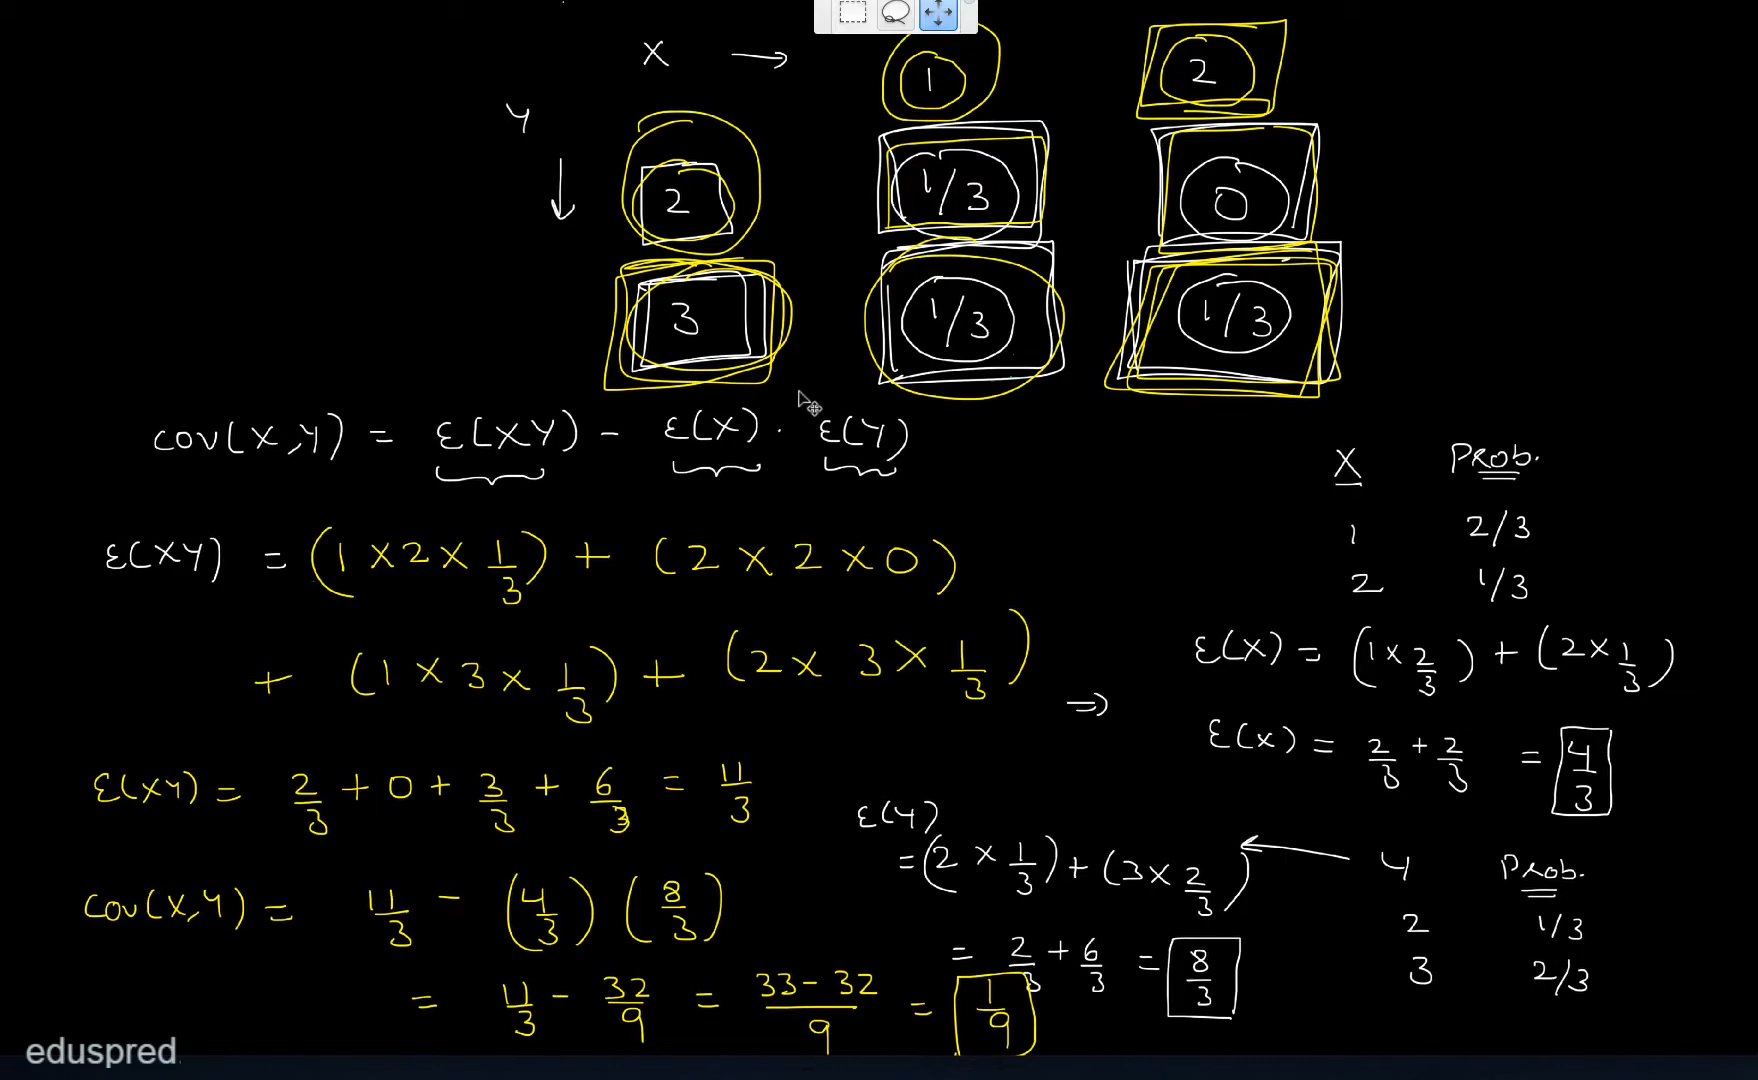 X → 1 2
Y ↓
2 1/3 0
3 1/3 1/3
COV(X,Y) = E(XY) - E(X) . E(Y)
E(XY) = (1 × 2 × 1/3) + (2 × 2 × 0)
+ (1 × 3 × 1/3) + (2 × 3 × 1/3) ⇒
E(XY) = 2/3 + 0 + 3/3 + 6/3 = 11/3
COV(X,Y) = 11/3 - (4/3) (8/3)
= 11/3 - 32/9 = 33-32/9 = 1/9
X Prob.
1 2/3
2 1/3
E(X) = (1 × 2/3) + (2 × 1/3)
E(X) = 2/3 + 2/3 = 4/3
Y Prob.
2 1/3
3 2/3
E(Y)
= (2 × 1/3) + (3 × 2/3)
= 2/3 + 6/3 = 8/3
eduspred